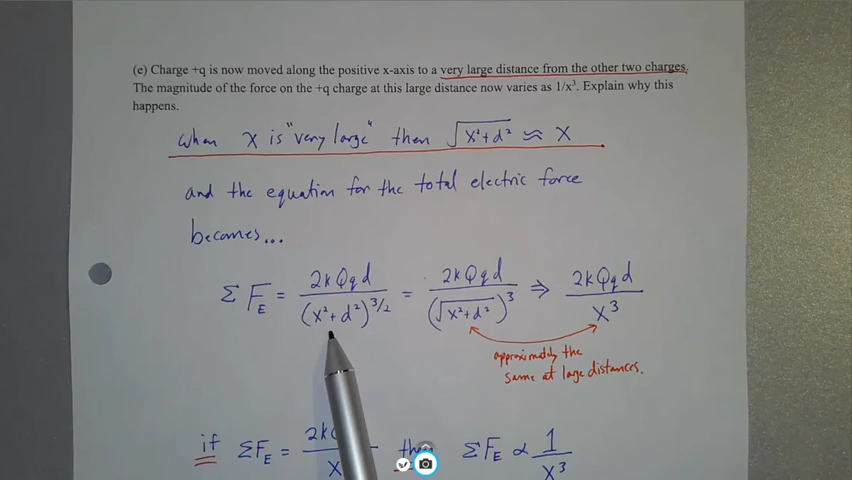 (e) Charge +q is now moved along the positive x-axis to a very large distance from the other two charges.
The magnitude of the force on the +q charge at this large distance now varies as 1/x³. Explain why this
happens.
When X is "very large" then √(X²+d²) ≈ X
and the equation for the total electric force
becomes...
ΣF_E = 2kQqd / (X²+d²)^(3/2) = 2kQqd / (√(X²+d²))³ ⇒ 2kQqd / X³
approximately the
same at large distances.
if ΣF_E = 2k / X then ΣF_E ∝ 1 / X³